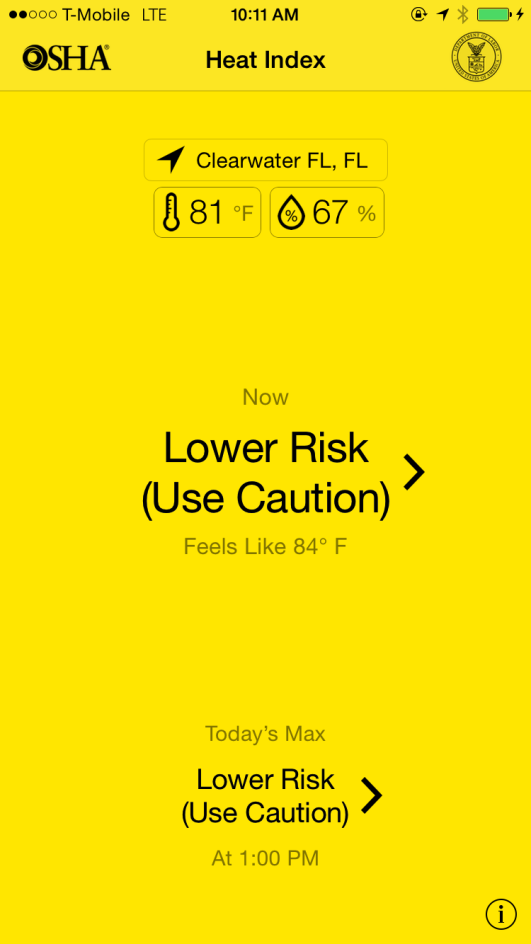 T-Mobile LTE 10:11 AM
OSHA® Heat Index
Clearwater FL, FL
81 °F % 67 %
Now
Lower Risk
(Use Caution)
Feels Like 84° F
Today's Max
Lower Risk
(Use Caution)
At 1:00 PM
i